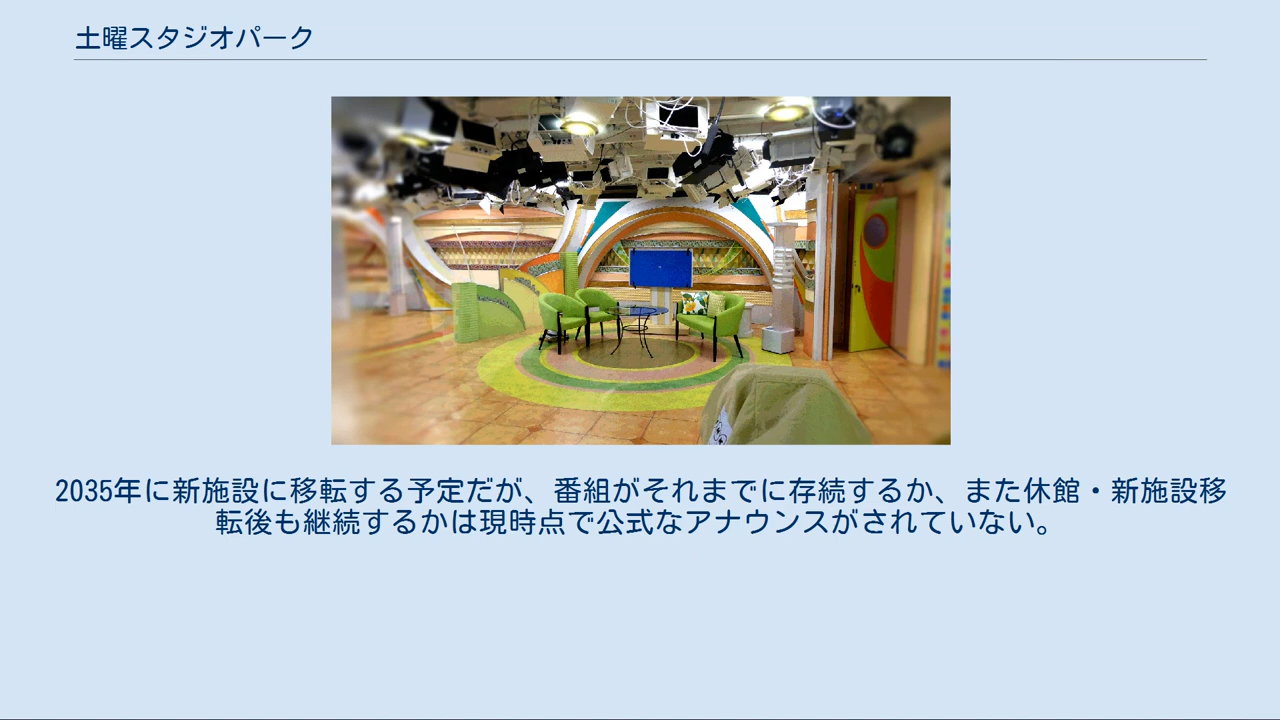 土曜スタジオパーク
2035年に新施設に移転する予定だが、番組がそれまでに存続するか、また休館・新施設移
転後も継続するかは現時点で公式なアナウンスがされていない。